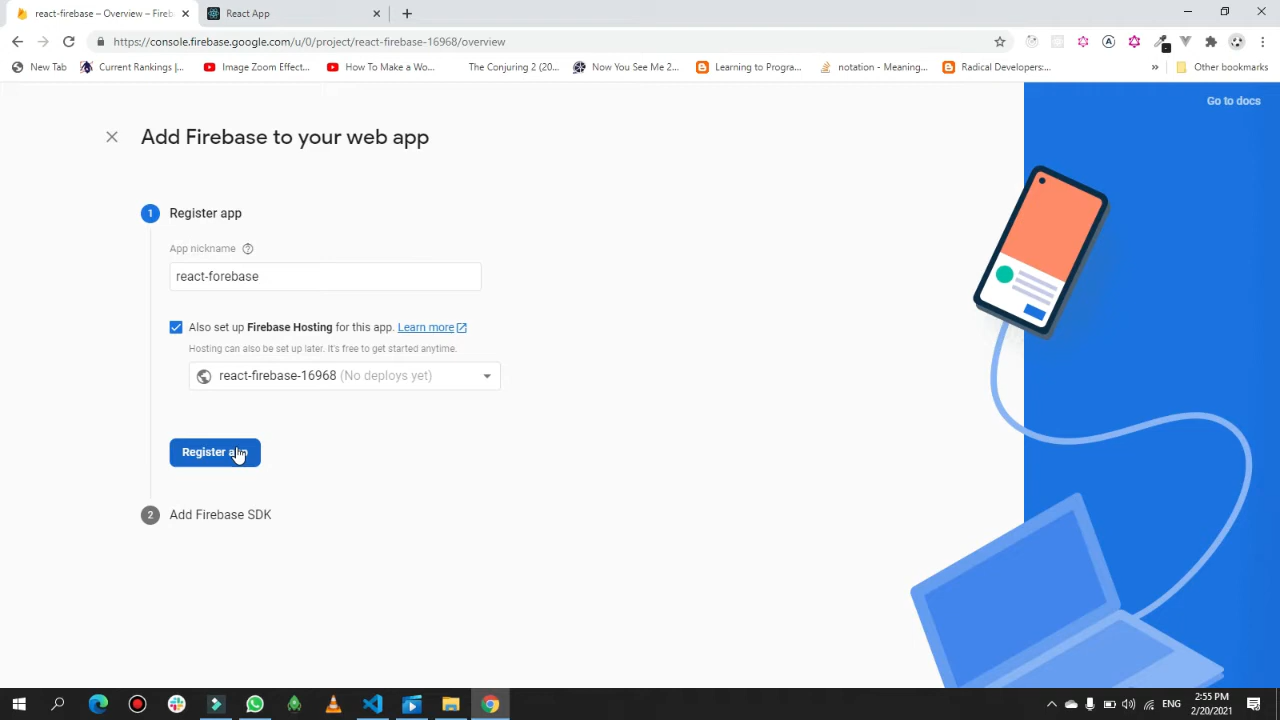 react-firebase – Overview – Fireb
React App
https://console.firebase.google.com/u/0/project/react-firebase-16968/overview
New Tab
Current Rankings |...
Image Zoom Effect...
How To Make a Wo...
The Conjuring 2 (20...
Now You See Me 2...
Learning to Progra...
notation - Meaning...
Radical Developers:...
»
Other bookmarks
Go to docs
Add Firebase to your web app
1 Register app
App nickname
react-forebase
Also set up Firebase Hosting for this app. Learn more
Hosting can also be set up later. It's free to get started anytime.
react-firebase-16968 (No deploys yet)
Register app
2 Add Firebase SDK
ENG
2:55 PM
2/20/2021